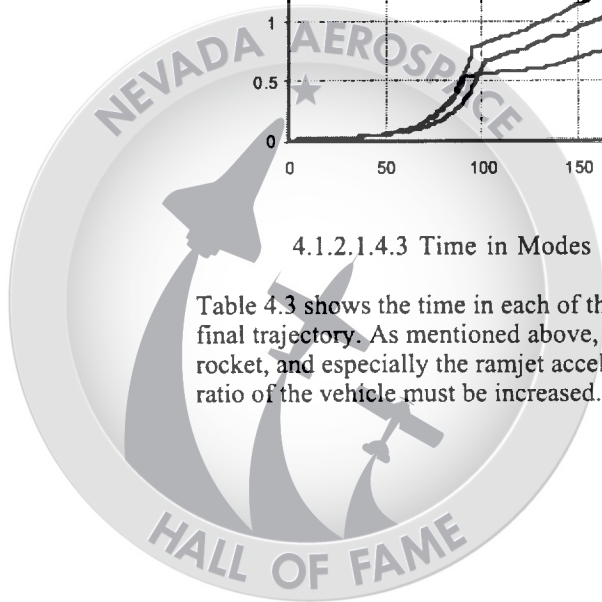 1
0.5
0
0 50 100 150
NEVADA AEROSPACE
4.1.2.1.4.3 Time in Modes
Table 4.3 shows the time in each of th
final trajectory. As mentioned above,
rocket, and especially the ramjet accel
ratio of the vehicle must be increased.
HALL OF FAME